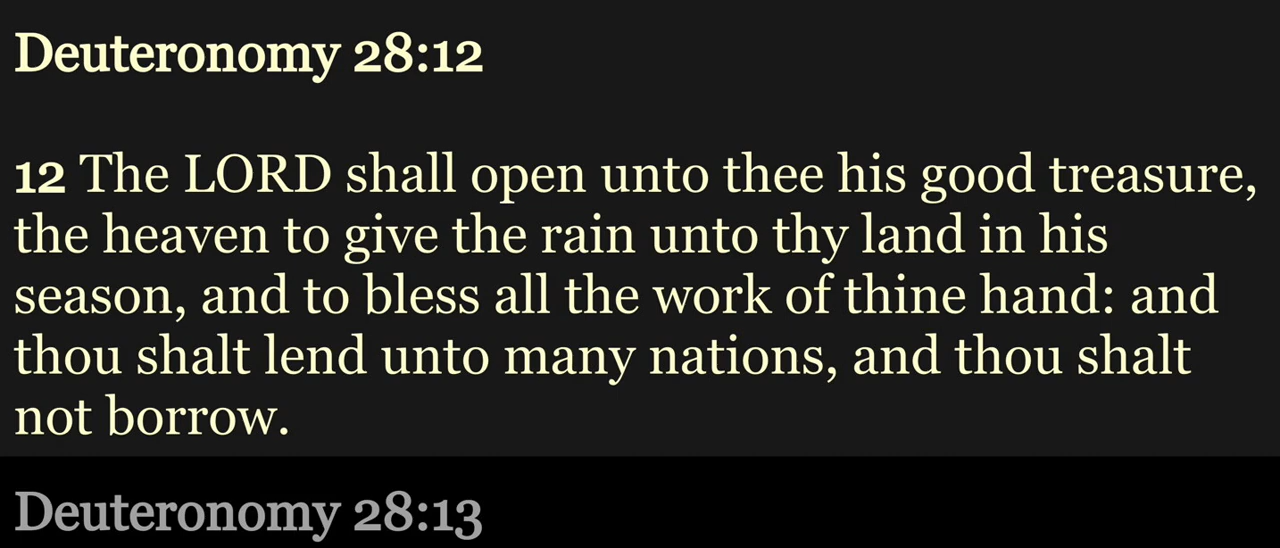 Deuteronomy 28:12
12 The LORD shall open unto thee his good treasure,
the heaven to give the rain unto thy land in his
season, and to bless all the work of thine hand: and
thou shalt lend unto many nations, and thou shalt
not borrow.
Deuteronomy 28:13